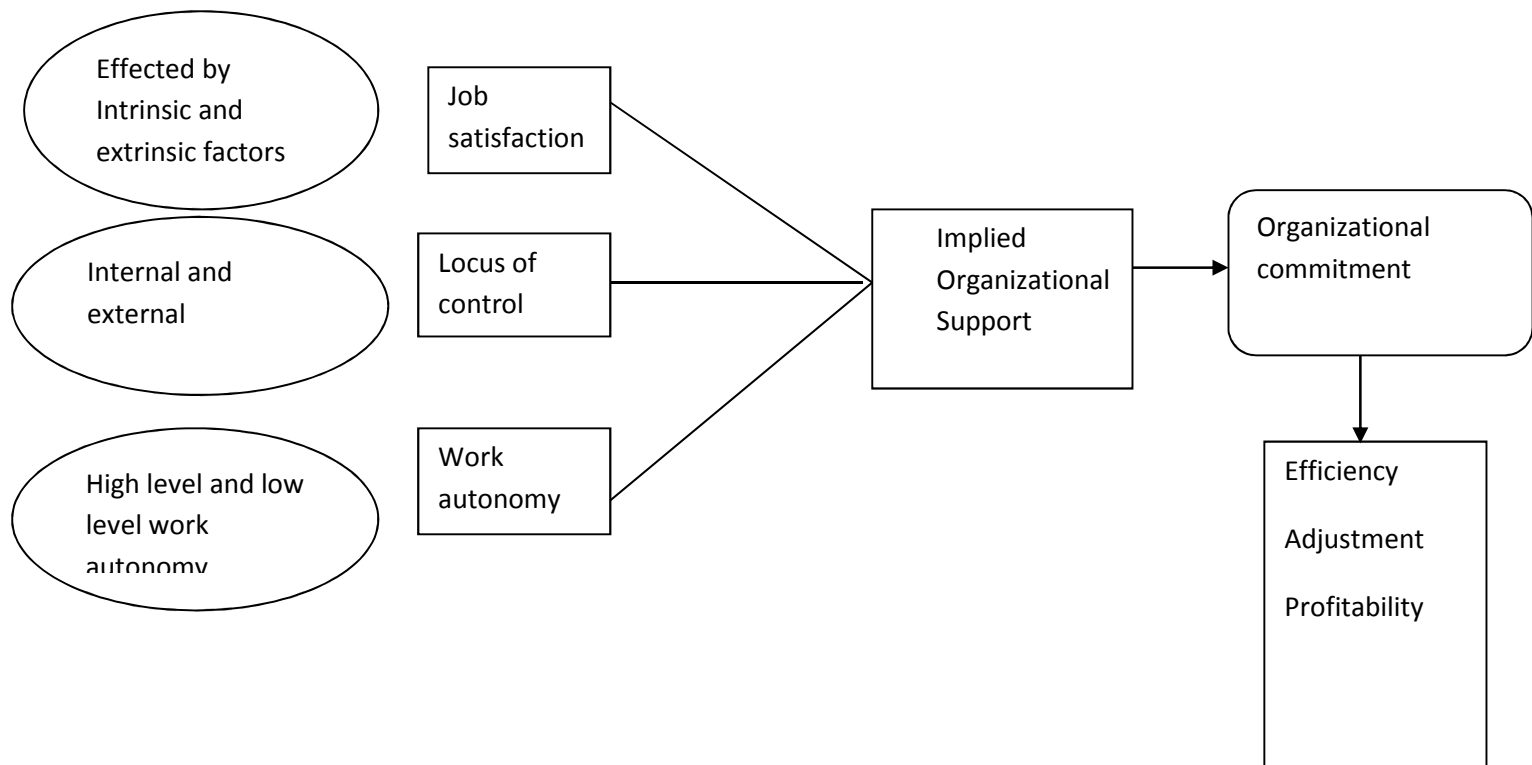 Effected by
Intrinsic and
extrinsic factors
Job
satisfaction
Internal and
external
Locus of
control
High level and low
level work
autonomy
Work
autonomy
Implied
Organizational
Support
Organizational
commitment
Efficiency
Adjustment
Profitability